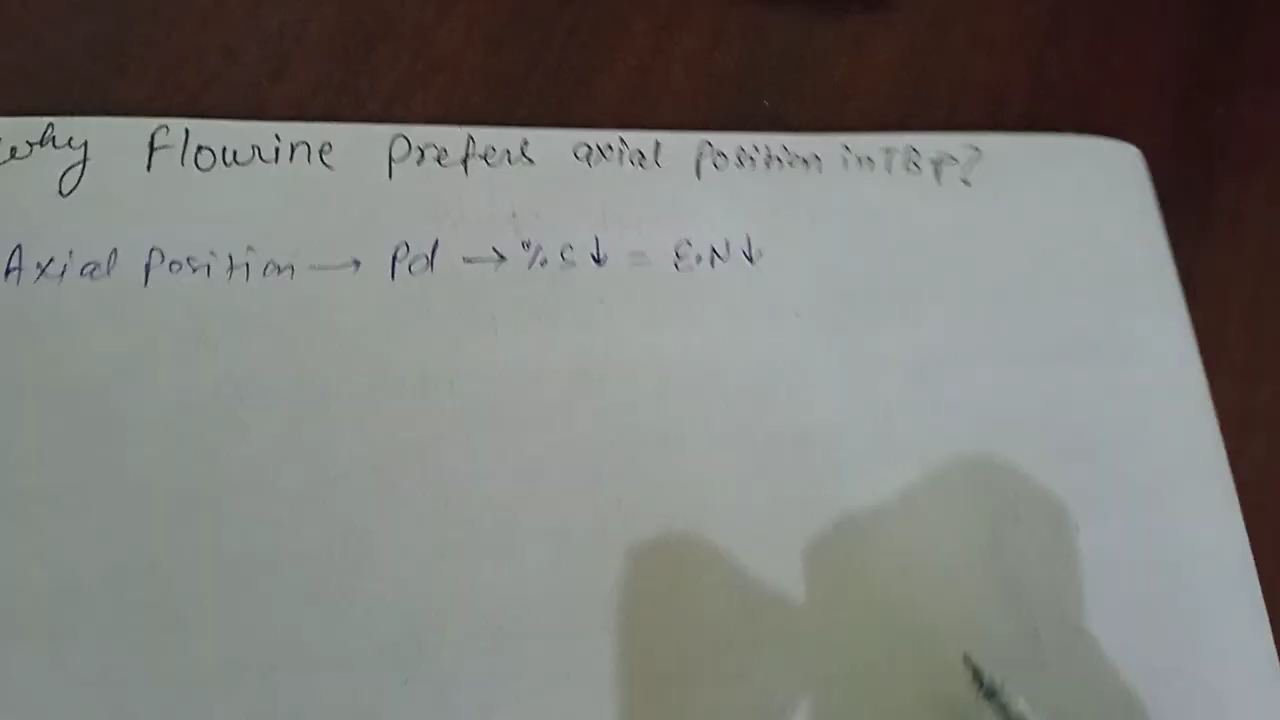 why Flourine Prefers axial Position in TBP?
Axial Position → Pd → %S↓ = E.N↓